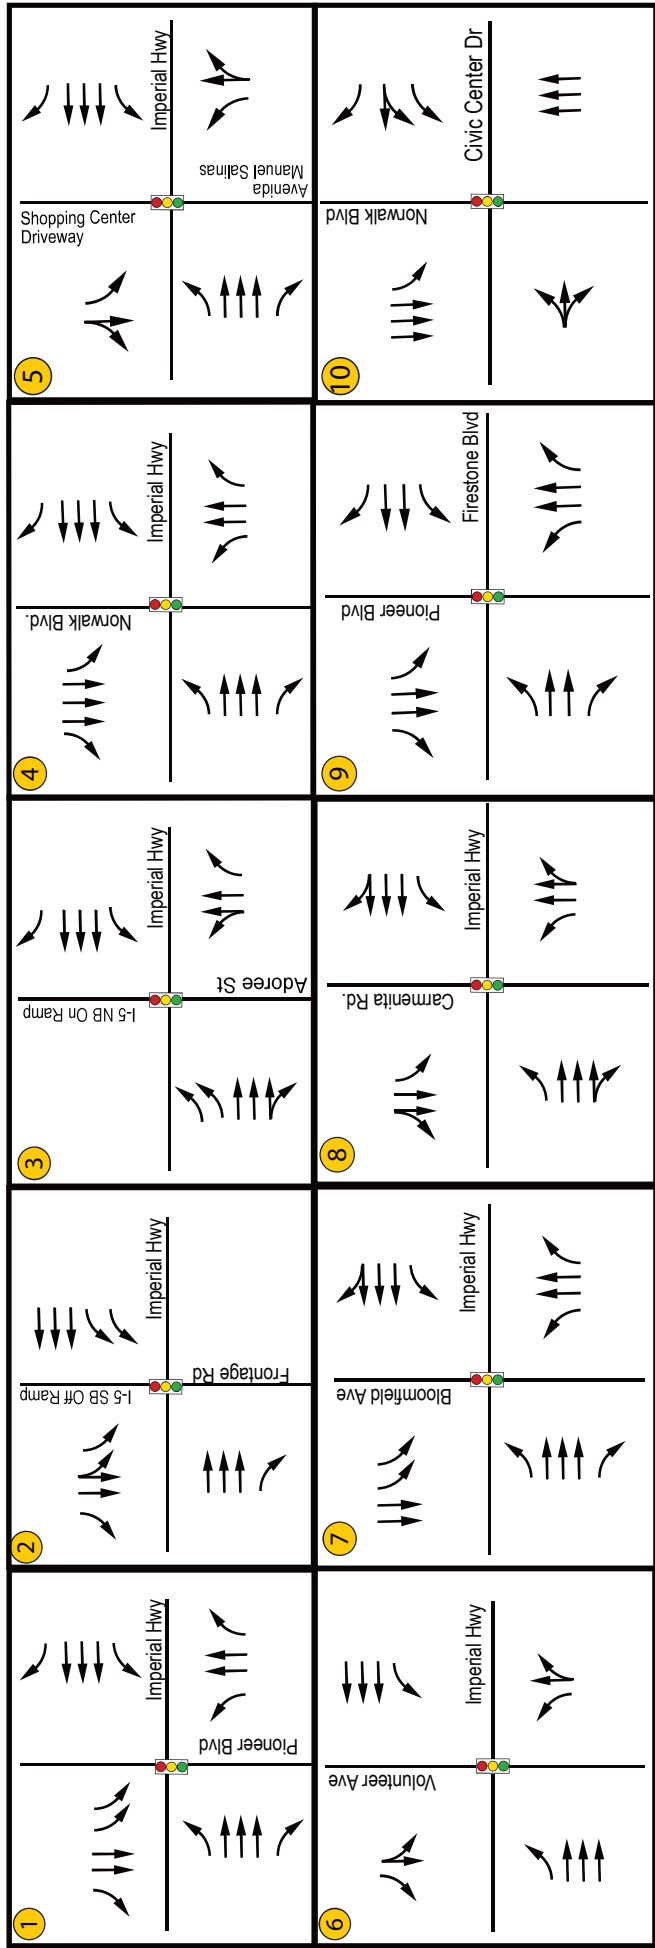 1
Imperial Hwy
Pioneer Blvd
2
I-5 SB Off Ramp
Imperial Hwy
Frontage Rd
3
I-5 NB On Ramp
Imperial Hwy
Adoree St
4
Norwalk Blvd.
Imperial Hwy
5
Shopping Center
Driveway
Imperial Hwy
Avenida
Manuel Salinas
6
Volunteer Ave
Imperial Hwy
7
Bloomfield Ave
Imperial Hwy
8
Carmenita Rd.
Imperial Hwy
9
Pioneer Blvd
Firestone Blvd
10
Norwalk Blvd
Civic Center Dr